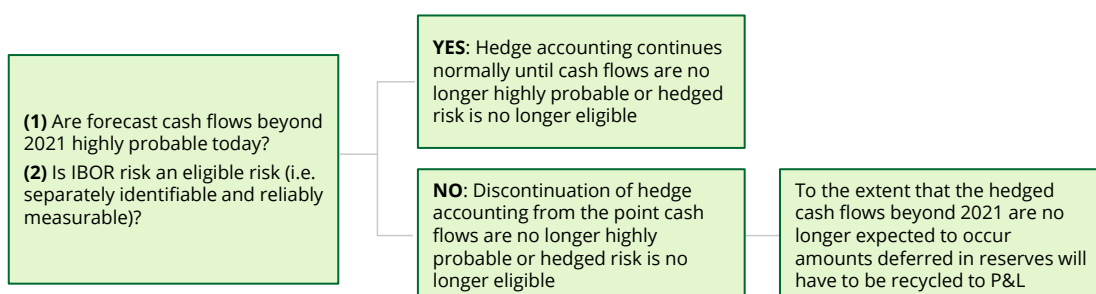 (1) Are forecast cash flows beyond
2021 highly probable today?
(2) Is IBOR risk an eligible risk (i.e.
separately identifiable and reliably
measurable)?
YES: Hedge accounting continues
normally until cash flows are no
longer highly probable or hedged
risk is no longer eligible
NO: Discontinuation of hedge
accounting from the point cash
flows are no longer highly
probable or hedged risk is no
longer eligible
To the extent that the hedged
cash flows beyond 2021 are no
longer expected to occur
amounts deferred in reserves will
have to be recycled to P&L